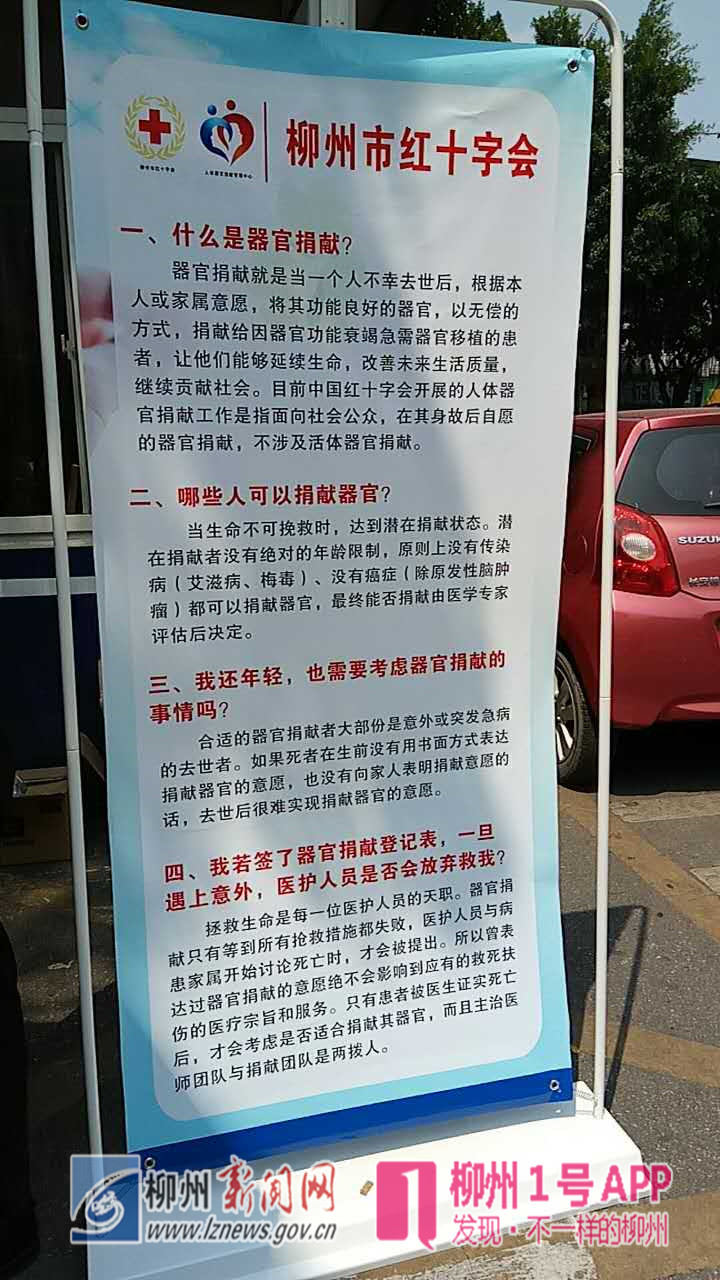 柳州市红十字会
柳州市红十字会
一、什么是器官捐献?
器官捐献就是当一个人不幸去世后，根据本
人或家属意愿，将其功能良好的器官，以无偿的
方式，捐献给因器官功能衰竭急需器官移植的患
者，让他们能够延续生命，改善未来生活质量，
继续贡献社会。目前中国红十字会开展的人体器
官捐献工作是指面向社会公众，在其身故后自愿
的器官捐献，不涉及活体器官捐献。
二、哪些人可以捐献器官?
当生命不可挽救时，达到潜在捐献状态。潜
在捐献者没有绝对的年龄限制，原则上没有传染
病（艾滋病、梅毒）、没有癌症（除原发性脑肿
瘤）都可以捐献器官，最终能否捐献由医学专家
评估后决定。
三、我还年轻，也需要考虑器官捐献的
事情吗?
合适的器官捐献者大部份是意外或突发急病
的去世者。如果死者在生前没有用书面方式表达
捐献器官的意愿，也没有向家人表明捐献意愿的
话，去世后很难实现捐献器官的意愿。
四、我若签了器官捐献登记表，一旦
遇上意外，医护人员是否会放弃救我?
拯救生命是每一位医护人员的天职。器官捐
献只有等到所有抢救措施都失败，医护人员与病
患家属开始讨论死亡时，才会被提出。所以曾表
达过器官捐献的意愿绝不会影响到应有的救死扶
伤的医疗宗旨和服务。只有患者被医生证实死亡
后，才会考虑是否适合捐献其器官，而且主治医
师团队与捐献团队是两拨人。
SUZUKI
柳州新闻网
www.lznews.gov.cn
柳州1号APP
发现·不一样的柳州